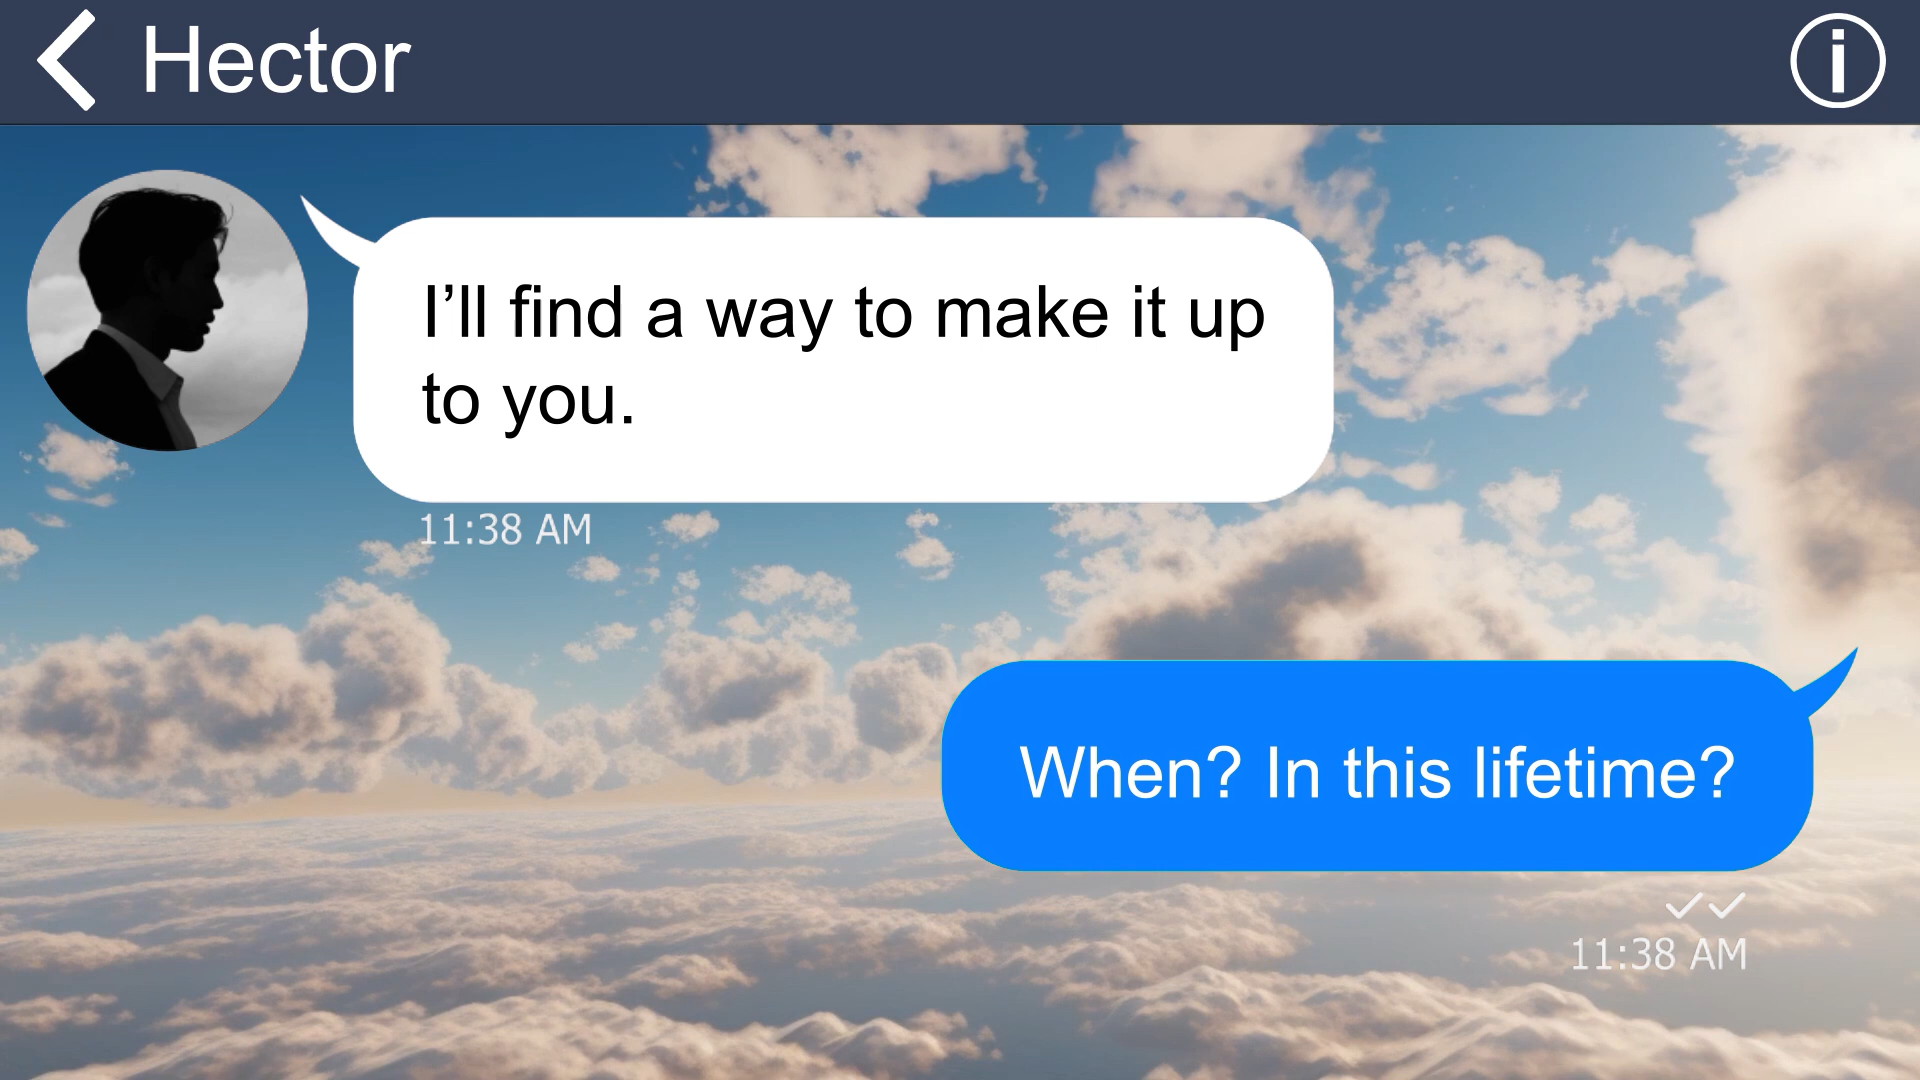 Hector
I’ll find a way to make it up
to you.
11:38 AM
When? In this lifetime?
11:38 AM